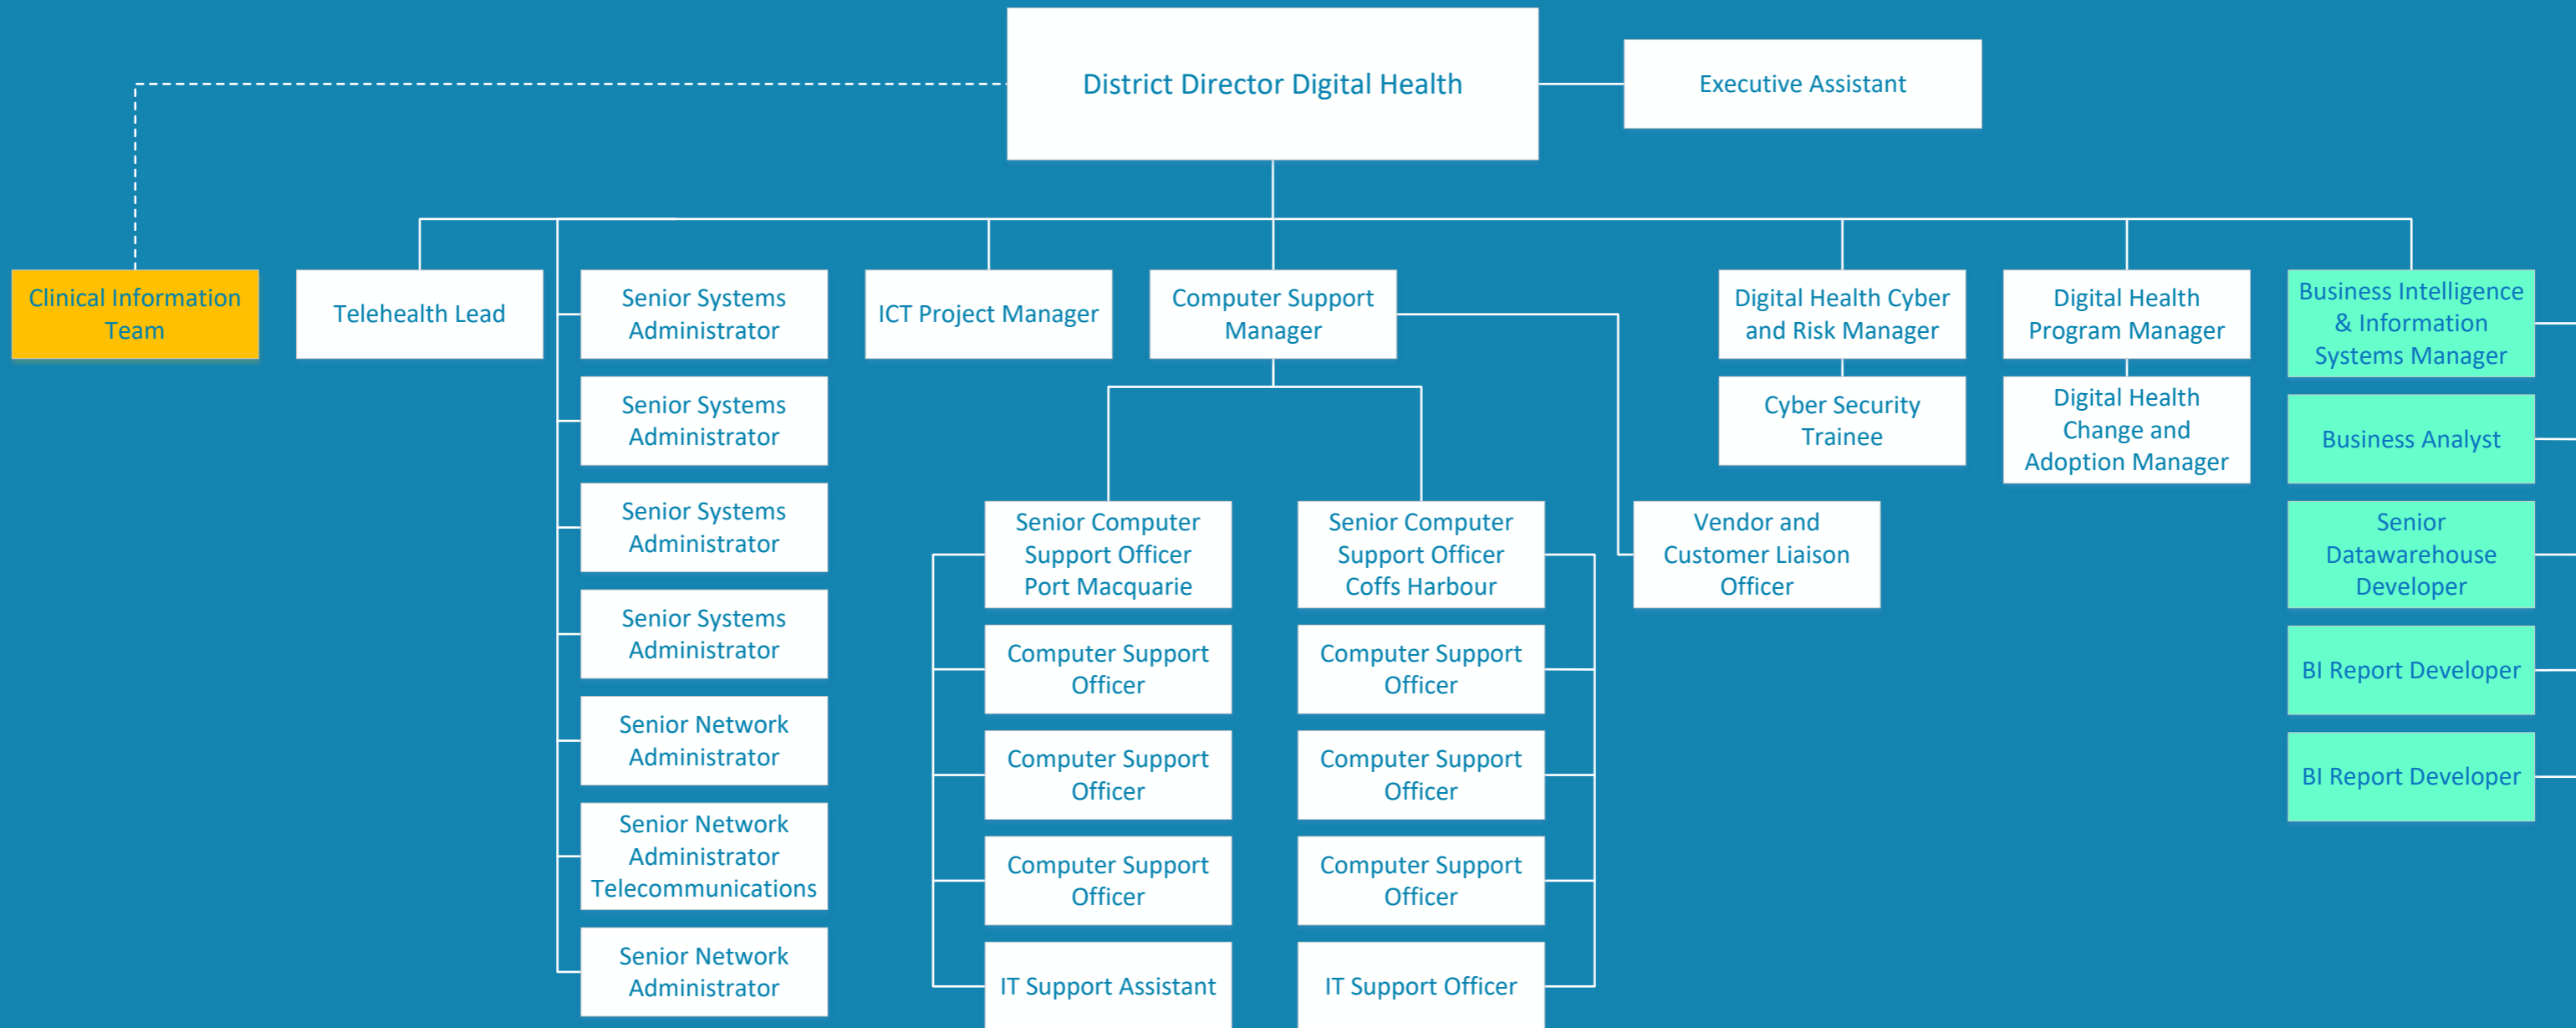 District Director Digital Health
Executive Assistant
Clinical Information
Team
Telehealth Lead
Senior Systems
Administrator
Senior Systems
Administrator
Senior Systems
Administrator
Senior Systems
Administrator
Senior Network
Administrator
Senior Network
Administrator
Telecommunications
Senior Network
Administrator
ICT Project Manager
Computer Support
Manager
Senior Computer
Support Officer
Port Macquarie
Computer Support
Officer
Computer Support
Officer
Computer Support
Officer
IT Support Assistant
Senior Computer
Support Officer
Coffs Harbour
Computer Support
Officer
Computer Support
Officer
Computer Support
Officer
IT Support Officer
Vendor and
Customer Liaison
Officer
Digital Health Cyber
and Risk Manager
Cyber Security
Trainee
Digital Health
Program Manager
Digital Health
Change and
Adoption Manager
Business Intelligence
& Information
Systems Manager
Business Analyst
Senior
Datawarehouse
Developer
BI Report Developer
BI Report Developer